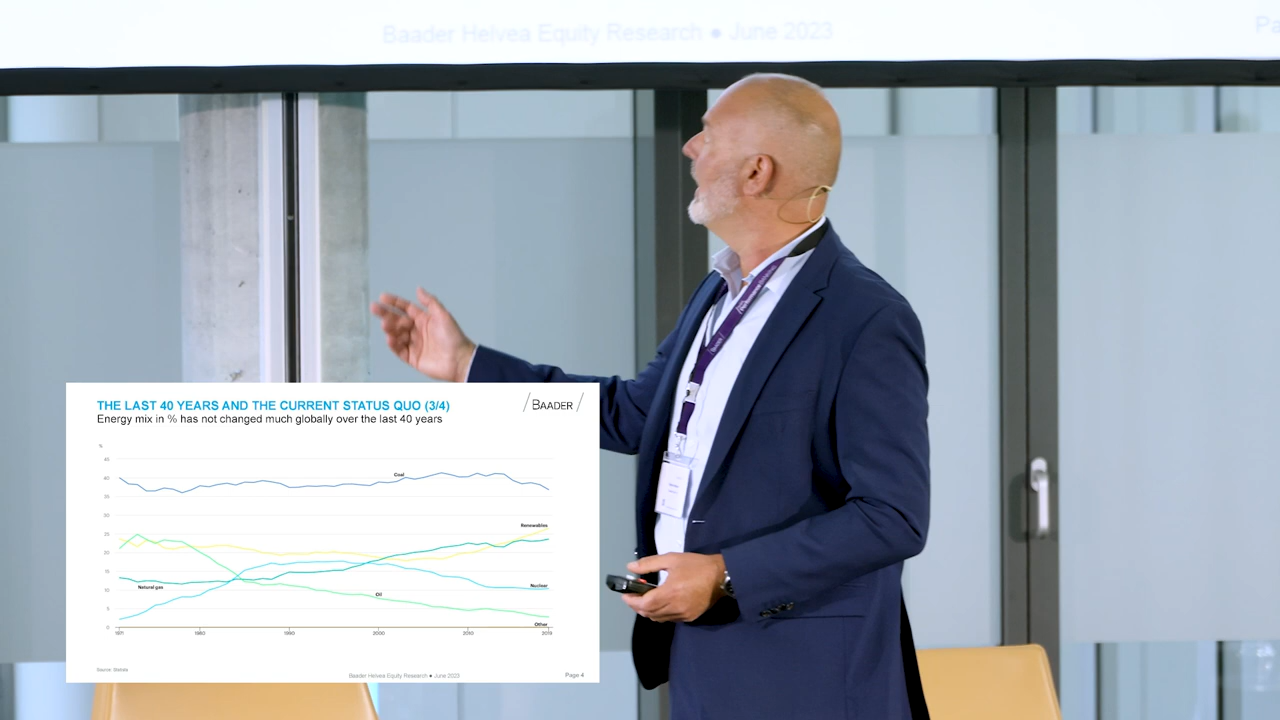 Baader Helvea Equity Research ● June 2023
Pa
THE LAST 40 YEARS AND THE CURRENT STATUS QUO (3/4)
Energy mix in % has not changed much globally over the last 40 years
BAADER
%
45
40
35
30
25
20
15
10
5
0
Coal
Renewables
Natural gas
Nuclear
Oil
Other
1971
1980
1990
2000
2010
2019
Source: Statista
Baader Helvea Equity Research ● June 2023
Page 4